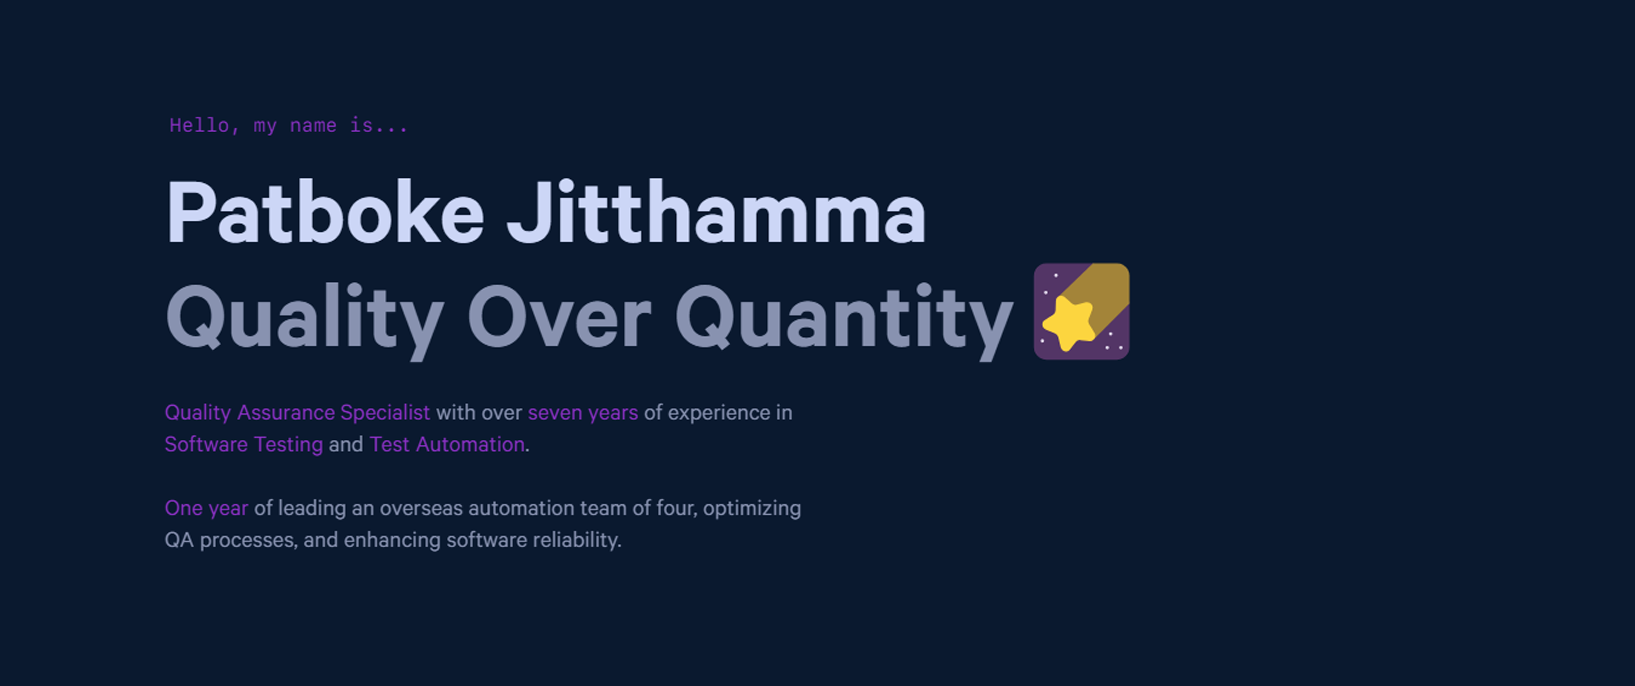 Hello, my name is...
Patboke Jitthamma
Quality Over Quantity
Quality Assurance Specialist with over seven years of experience in
Software Testing and Test Automation.
One year of leading an overseas automation team of four, optimizing
QA processes, and enhancing software reliability.